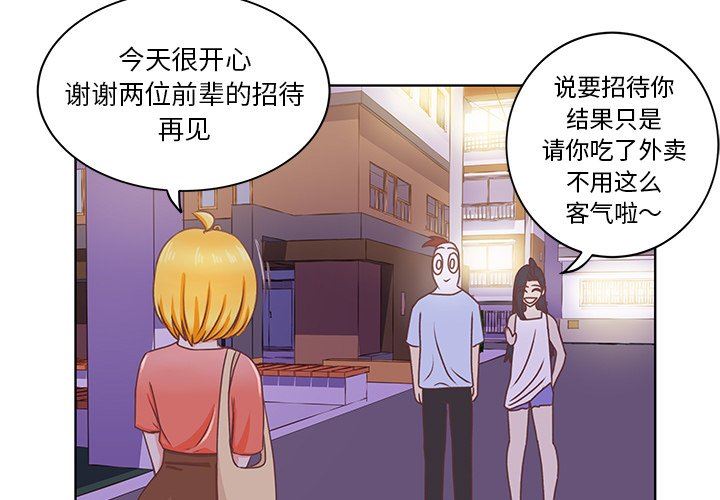 今天很开心
谢谢两位前辈的招待
再见
说要招待你
结果只是
请你吃了外卖
不用这么
客气啦～